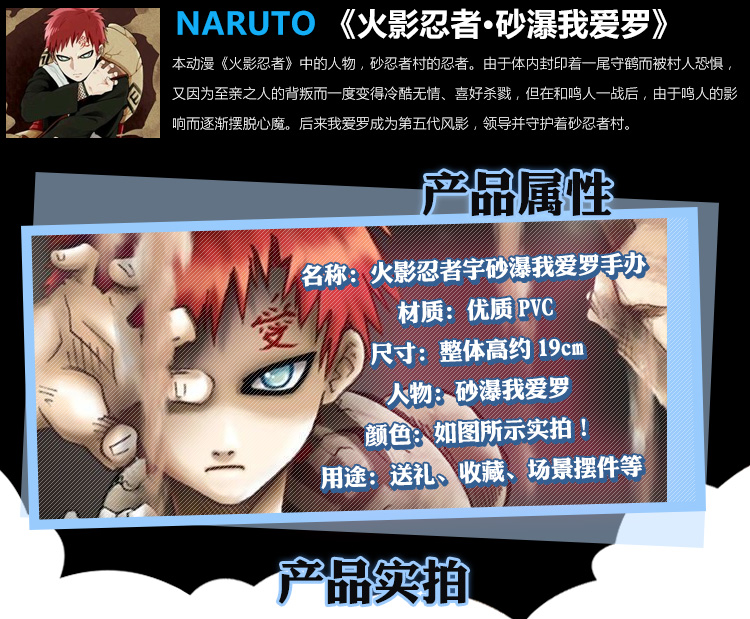 NARUTO 《火影忍者•砂瀑我爱罗》
本动漫《火影忍者》中的人物，砂忍者村的忍者。由于体内封印着一尾守鹤而被村人恐惧，
又因为至亲之人的背叛而一度变得冷酷无情、喜好杀戮，但在和鸣人一战后，由于鸣人的影
响而逐渐摆脱心魔。后来我爱罗成为第五代风影，领导并守护着砂忍者村。
产品属性
名称：火影忍者宇砂瀑我爱罗手办
愛
材质：优质 PVC
尺寸：整体高约 19cm
人物：砂瀑我爱罗
颜色：如图所示实拍！
用途：送礼、收藏、场景摆件等
产品实拍